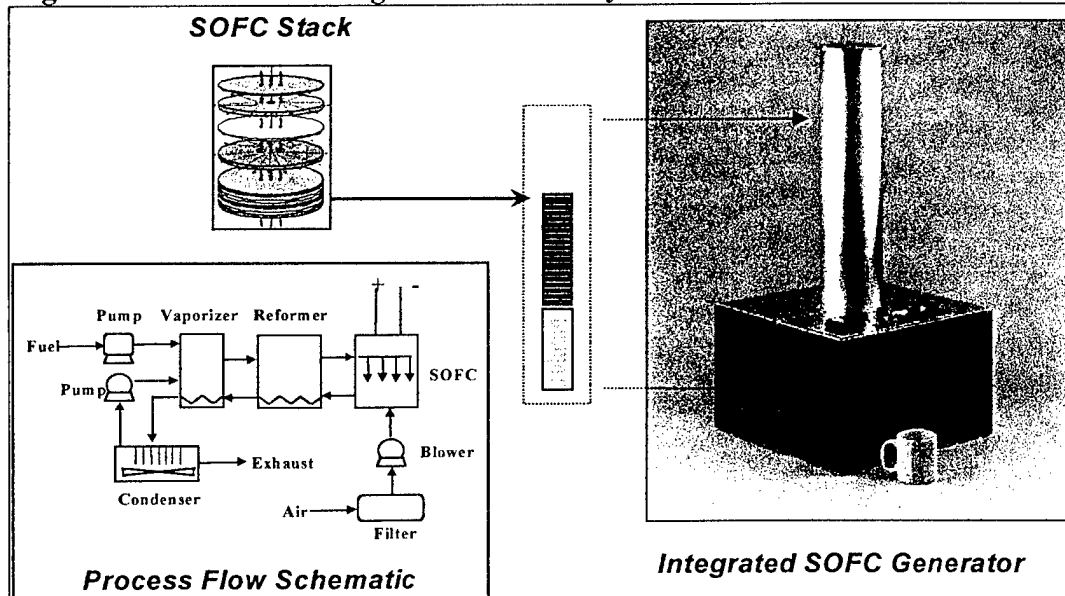 SOFC Stack
+ -
Pump Vaporizer Reformer
Fuel
SOFC
Pump
Blower
Exhaust
Condenser
Air
Filter
Process Flow Schematic
Integrated SOFC Generator